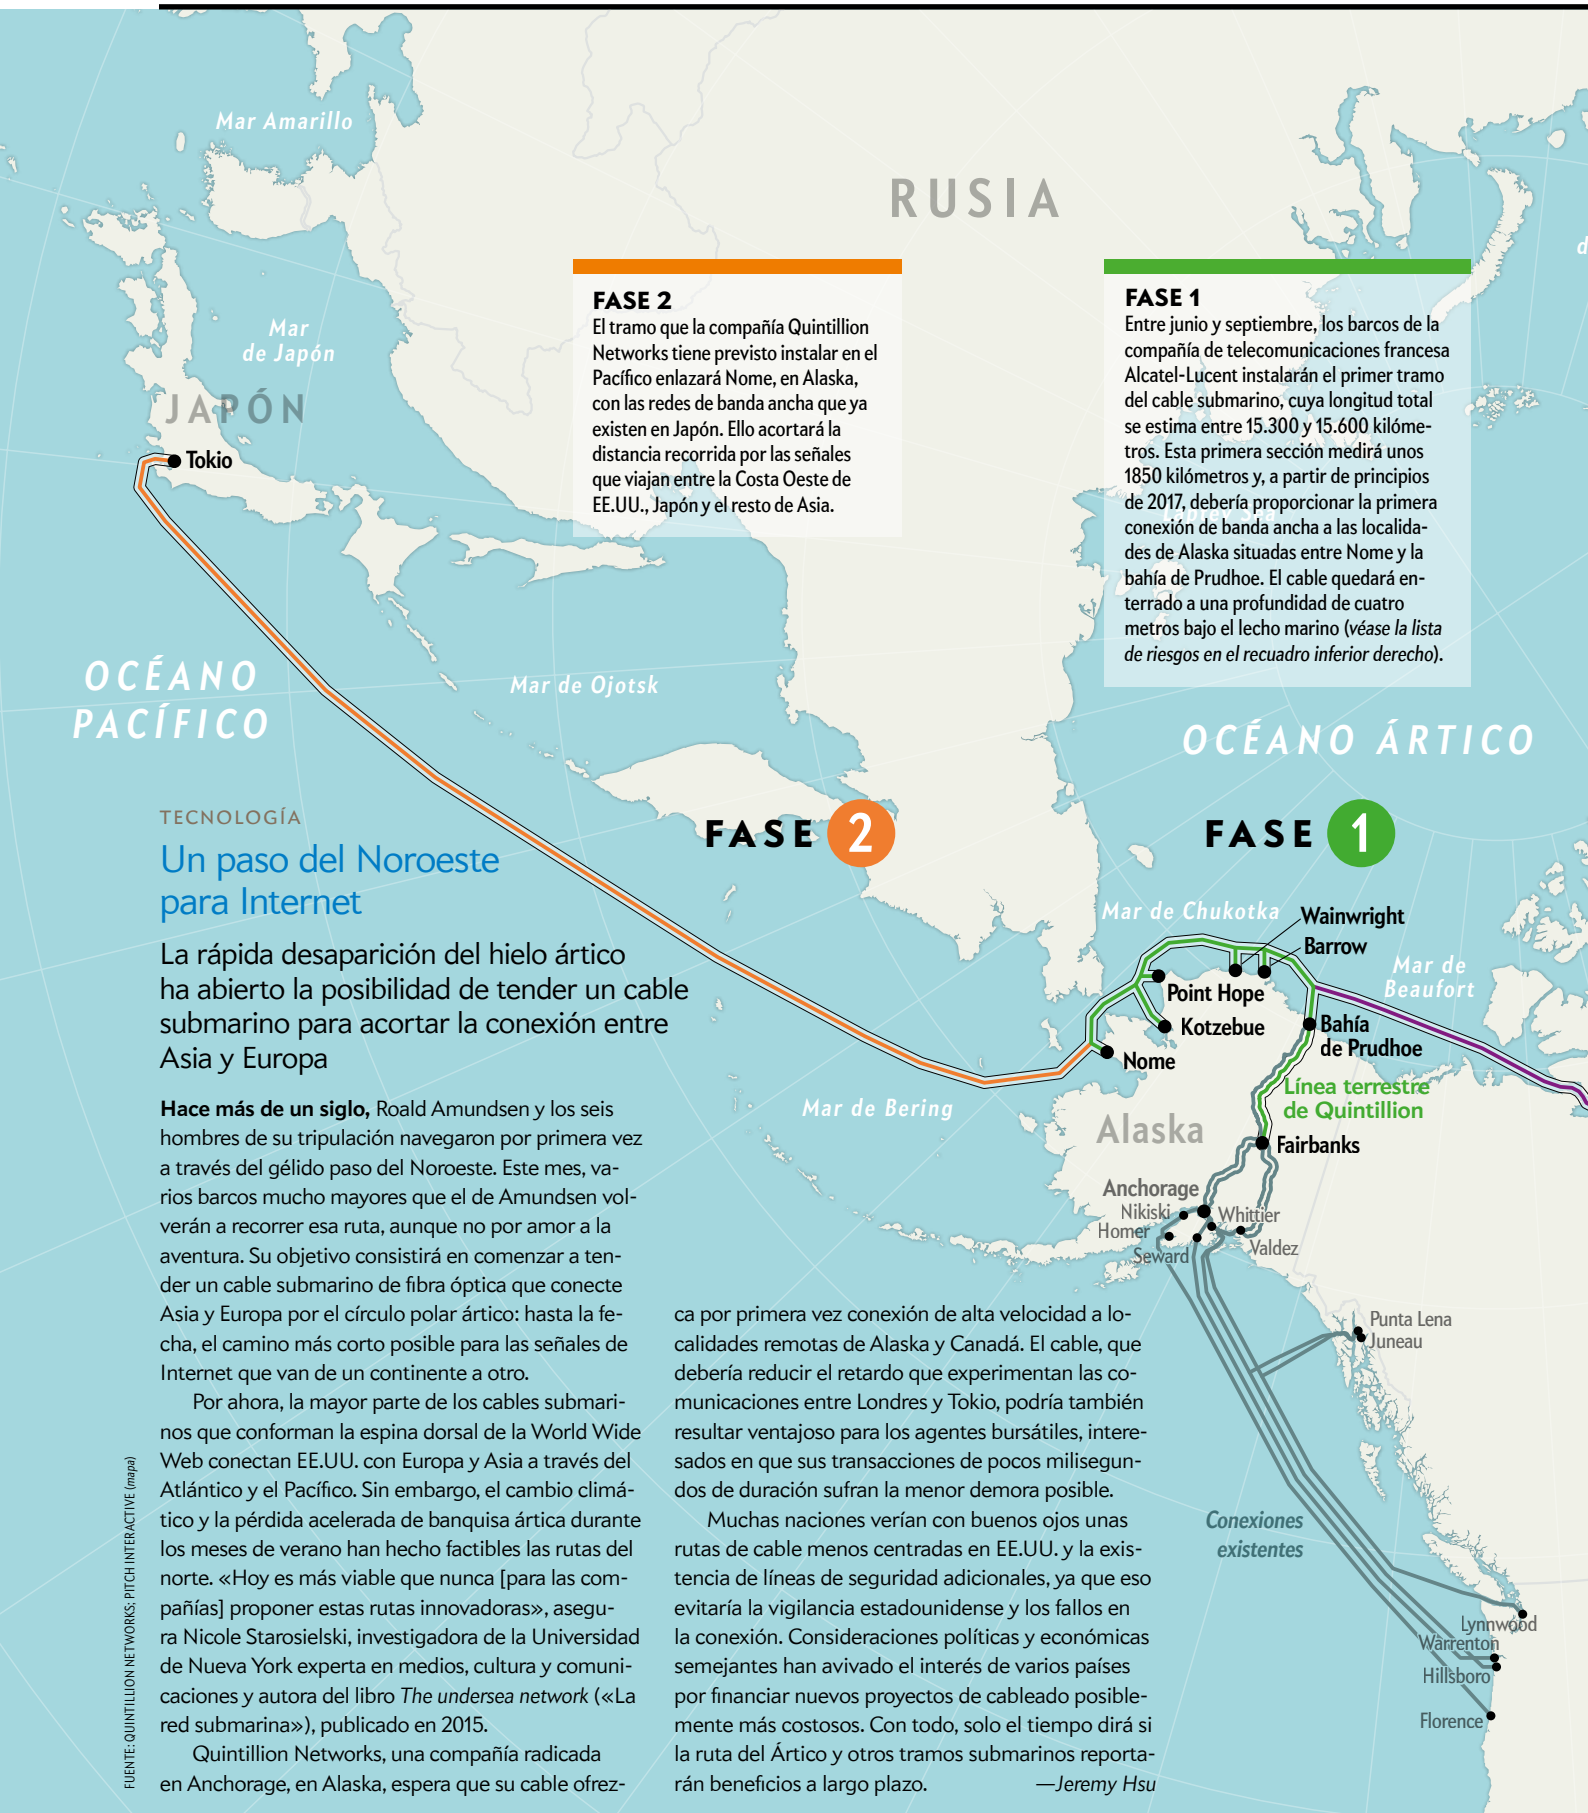 Mar Amarillo
RUSIA
Mar
de Japón
JAPÓN
Tokio
FASE 2
El tramo que la compañía Quintillion
Networks tiene previsto instalar en el
Pacífico enlazará Nome, en Alaska,
con las redes de banda ancha que ya
existen en Japón. Ello acortará la
distancia recorrida por las señales
que viajan entre la Costa Oeste de
EE.UU., Japón y el resto de Asia.
FASE 1
Entre junio y septiembre, los barcos de la
compañía de telecomunicaciones francesa
Alcatel-Lucent instalarán el primer tramo
del cable submarino, cuya longitud total
se estima entre 15.300 y 15.600 kilóme-
tros. Esta primera sección medirá unos
1850 kilómetros y, a partir de principios
de 2017, debería proporcionar la primera
conexión de banda ancha a las localida-
des de Alaska situadas entre Nome y la
bahía de Prudhoe. El cable quedará en-
terrado a una profundidad de cuatro
metros bajo el lecho marino (véase la lista
de riesgos en el recuadro inferior derecho).
OCÉANO
PACÍFICO
Mar de Ojotsk
OCÉANO ÁRTICO
FASE 2
FASE 1
Mar de Chukotka
Wainwright
Barrow
Mar de
Beaufort
Point Hope
Kotzebue
Nome
Bahía
de Prudhoe
Línea terrestre
de Quintillion
Mar de Bering
Alaska
Fairbanks
Anchorage
Nikiski
Homer
Seward
Whittier
Valdez
Punta Lena
Juneau
Conexiones
existentes
Lynnwood
Warrenton
Hillsboro
Florence
TECNOLOGÍA
Un paso del Noroeste
para Internet
La rápida desaparición del hielo ártico
ha abierto la posibilidad de tender un cable
submarino para acortar la conexión entre
Asia y Europa
Hace más de un siglo, Roald Amundsen y los seis
hombres de su tripulación navegaron por primera vez
a través del gélido paso del Noroeste. Este mes, va-
rios barcos mucho mayores que el de Amundsen vol-
verán a recorrer esa ruta, aunque no por amor a la
aventura. Su objetivo consistirá en comenzar a ten-
der un cable submarino de fibra óptica que conecte
Asia y Europa por el círculo polar ártico: hasta la fe-
cha, el camino más corto posible para las señales de
Internet que van de un continente a otro.
Por ahora, la mayor parte de los cables submari-
nos que conforman la espina dorsal de la World Wide
Web conectan EE.UU. con Europa y Asia a través del
Atlántico y el Pacífico. Sin embargo, el cambio climá-
tico y la pérdida acelerada de banquisa ártica durante
los meses de verano han hecho factibles las rutas del
norte. «Hoy es más viable que nunca [para las com-
pañías] proponer estas rutas innovadoras», asegu-
ra Nicole Starosielski, investigadora de la Universidad
de Nueva York experta en medios, cultura y comuni-
caciones y autora del libro The undersea network («La
red submarina»), publicado en 2015.
Quintillion Networks, una compañía radicada
en Anchorage, en Alaska, espera que su cable ofrez-
ca por primera vez conexión de alta velocidad a lo-
calidades remotas de Alaska y Canadá. El cable, que
debería reducir el retardo que experimentan las co-
municaciones entre Londres y Tokio, podría también
resultar ventajoso para los agentes bursátiles, intere-
sados en que sus transacciones de pocos milisegun-
dos de duración sufran la menor demora posible.
Muchas naciones verían con buenos ojos unas
rutas de cable menos centradas en EE.UU. y la exis-
tencia de líneas de seguridad adicionales, ya que eso
evitaría la vigilancia estadounidense y los fallos en
la conexión. Consideraciones políticas y económicas
semejantes han avivado el interés de varios países
por financiar nuevos proyectos de cableado posible-
mente más costosos. Con todo, solo el tiempo dirá si
la ruta del Ártico y otros tramos submarinos reporta-
rán beneficios a largo plazo. —Jeremy Hsu
FUENTE: QUINTILLION NETWORKS; PITCH INTERACTIVE (mapa)